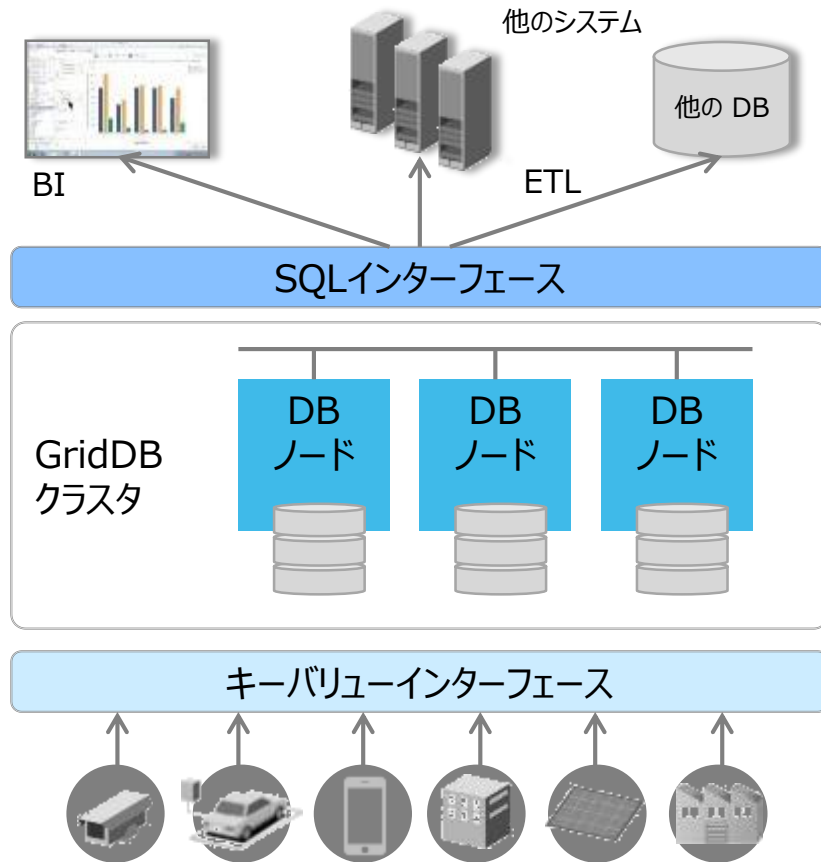 他のシステム
他の DB
BI
ETL
SQLインターフェース
DB
ノード
DB
ノード
DB
ノード
GridDB
クラスタ
キーバリューインターフェース